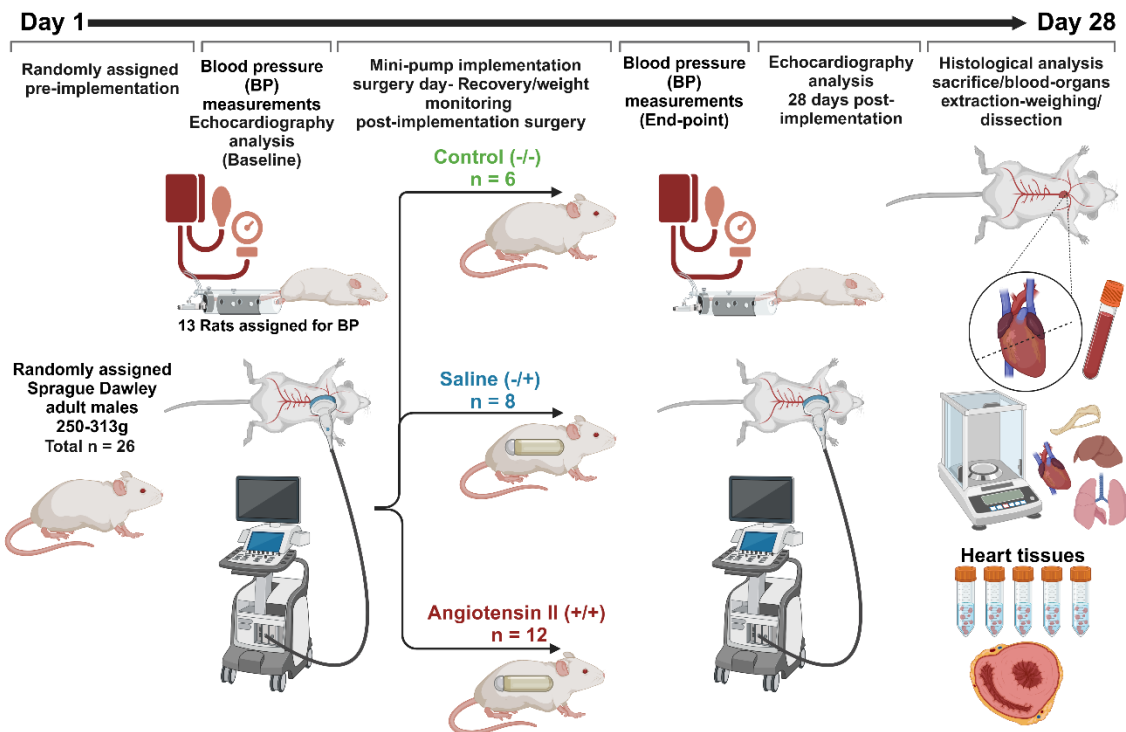 Day 1
Day 28
Randomly assigned
pre-implementation
Blood pressure
(BP)
measurements
Echocardiography
analysis
(Baseline)
Mini-pump implementation
surgery day- Recovery/weight
monitoring
post-implementation surgery
Blood pressure
(BP)
measurements
(End-point)
Echocardiography
analysis
28 days post-
implementation
Histological analysis
sacrifice/blood-organs
extraction-weighing/
dissection
13 Rats assigned for BP
Randomly assigned
Sprague Dawley
adult males
250-313g
Total n = 26
Control (-/-)
n = 6
Saline (-/+)
n = 8
Angiotensin II (+/+)
n = 12
Heart tissues